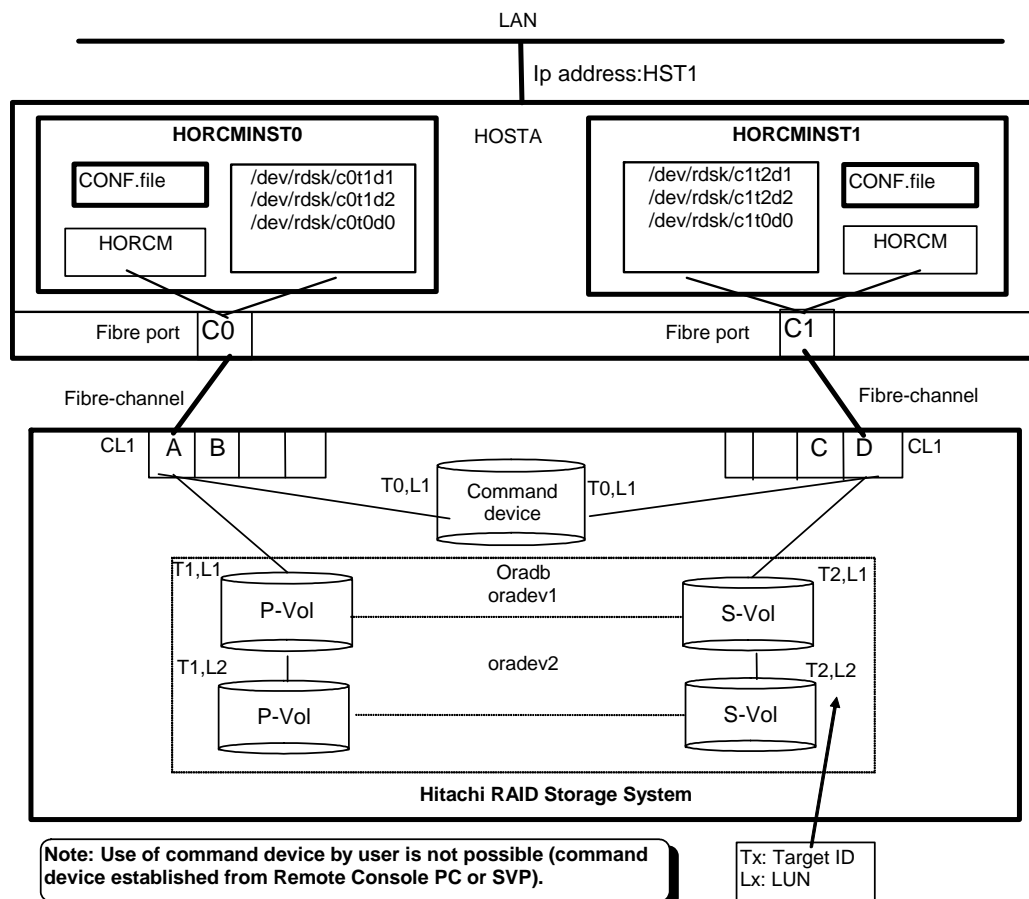 LAN
Ip address:HST1
HORCMINST0
HOSTA
HORCMINST1
CONF.file
/dev/rdsk/c0t1d1
/dev/rdsk/c0t1d2
/dev/rdsk/c0t0d0
HORCM
/dev/rdsk/c1t2d1
/dev/rdsk/c1t2d2
/dev/rdsk/c1t0d0
CONF.file
HORCM
Fibre port
C0
Fibre port
C1
Fibre-channel
Fibre-channel
CL1
A
B
C
D
CL1
T0,L1
Command
device
T0,L1
T1,L1
P-Vol
Oradb
oradev1
T2,L1
S-Vol
T1,L2
P-Vol
oradev2
T2,L2
S-Vol
Hitachi RAID Storage System
Note: Use of command device by user is not possible (command
device established from Remote Console PC or SVP).
Tx: Target ID
Lx: LUN